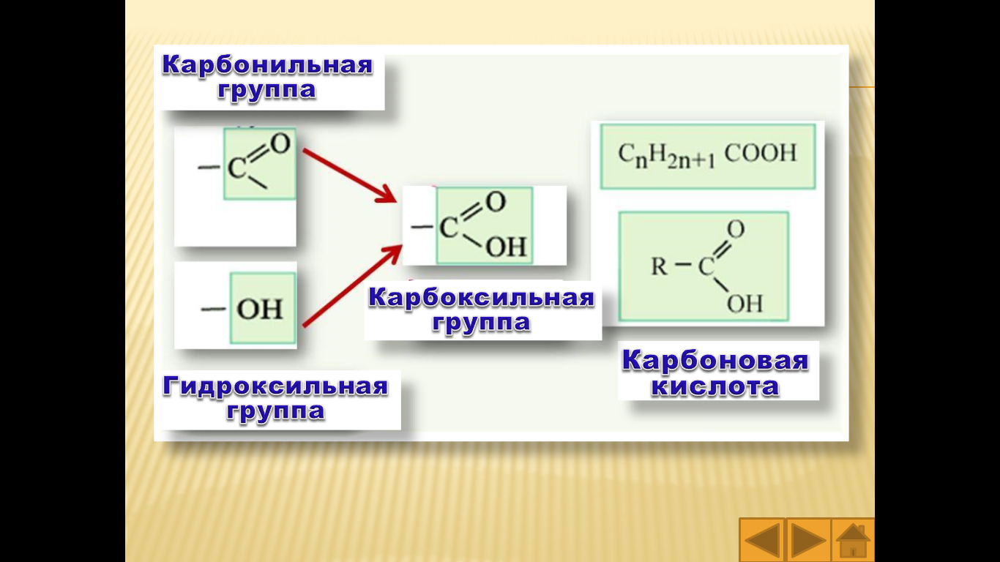 Карбонильная
группа
– C = O
– OH
Гидроксильная
группа
– C = O
OH
Карбоксильная
группа
CₙH₂ₙ₊₁ COOH
R – C = O
OH
Карбоновая
кислота